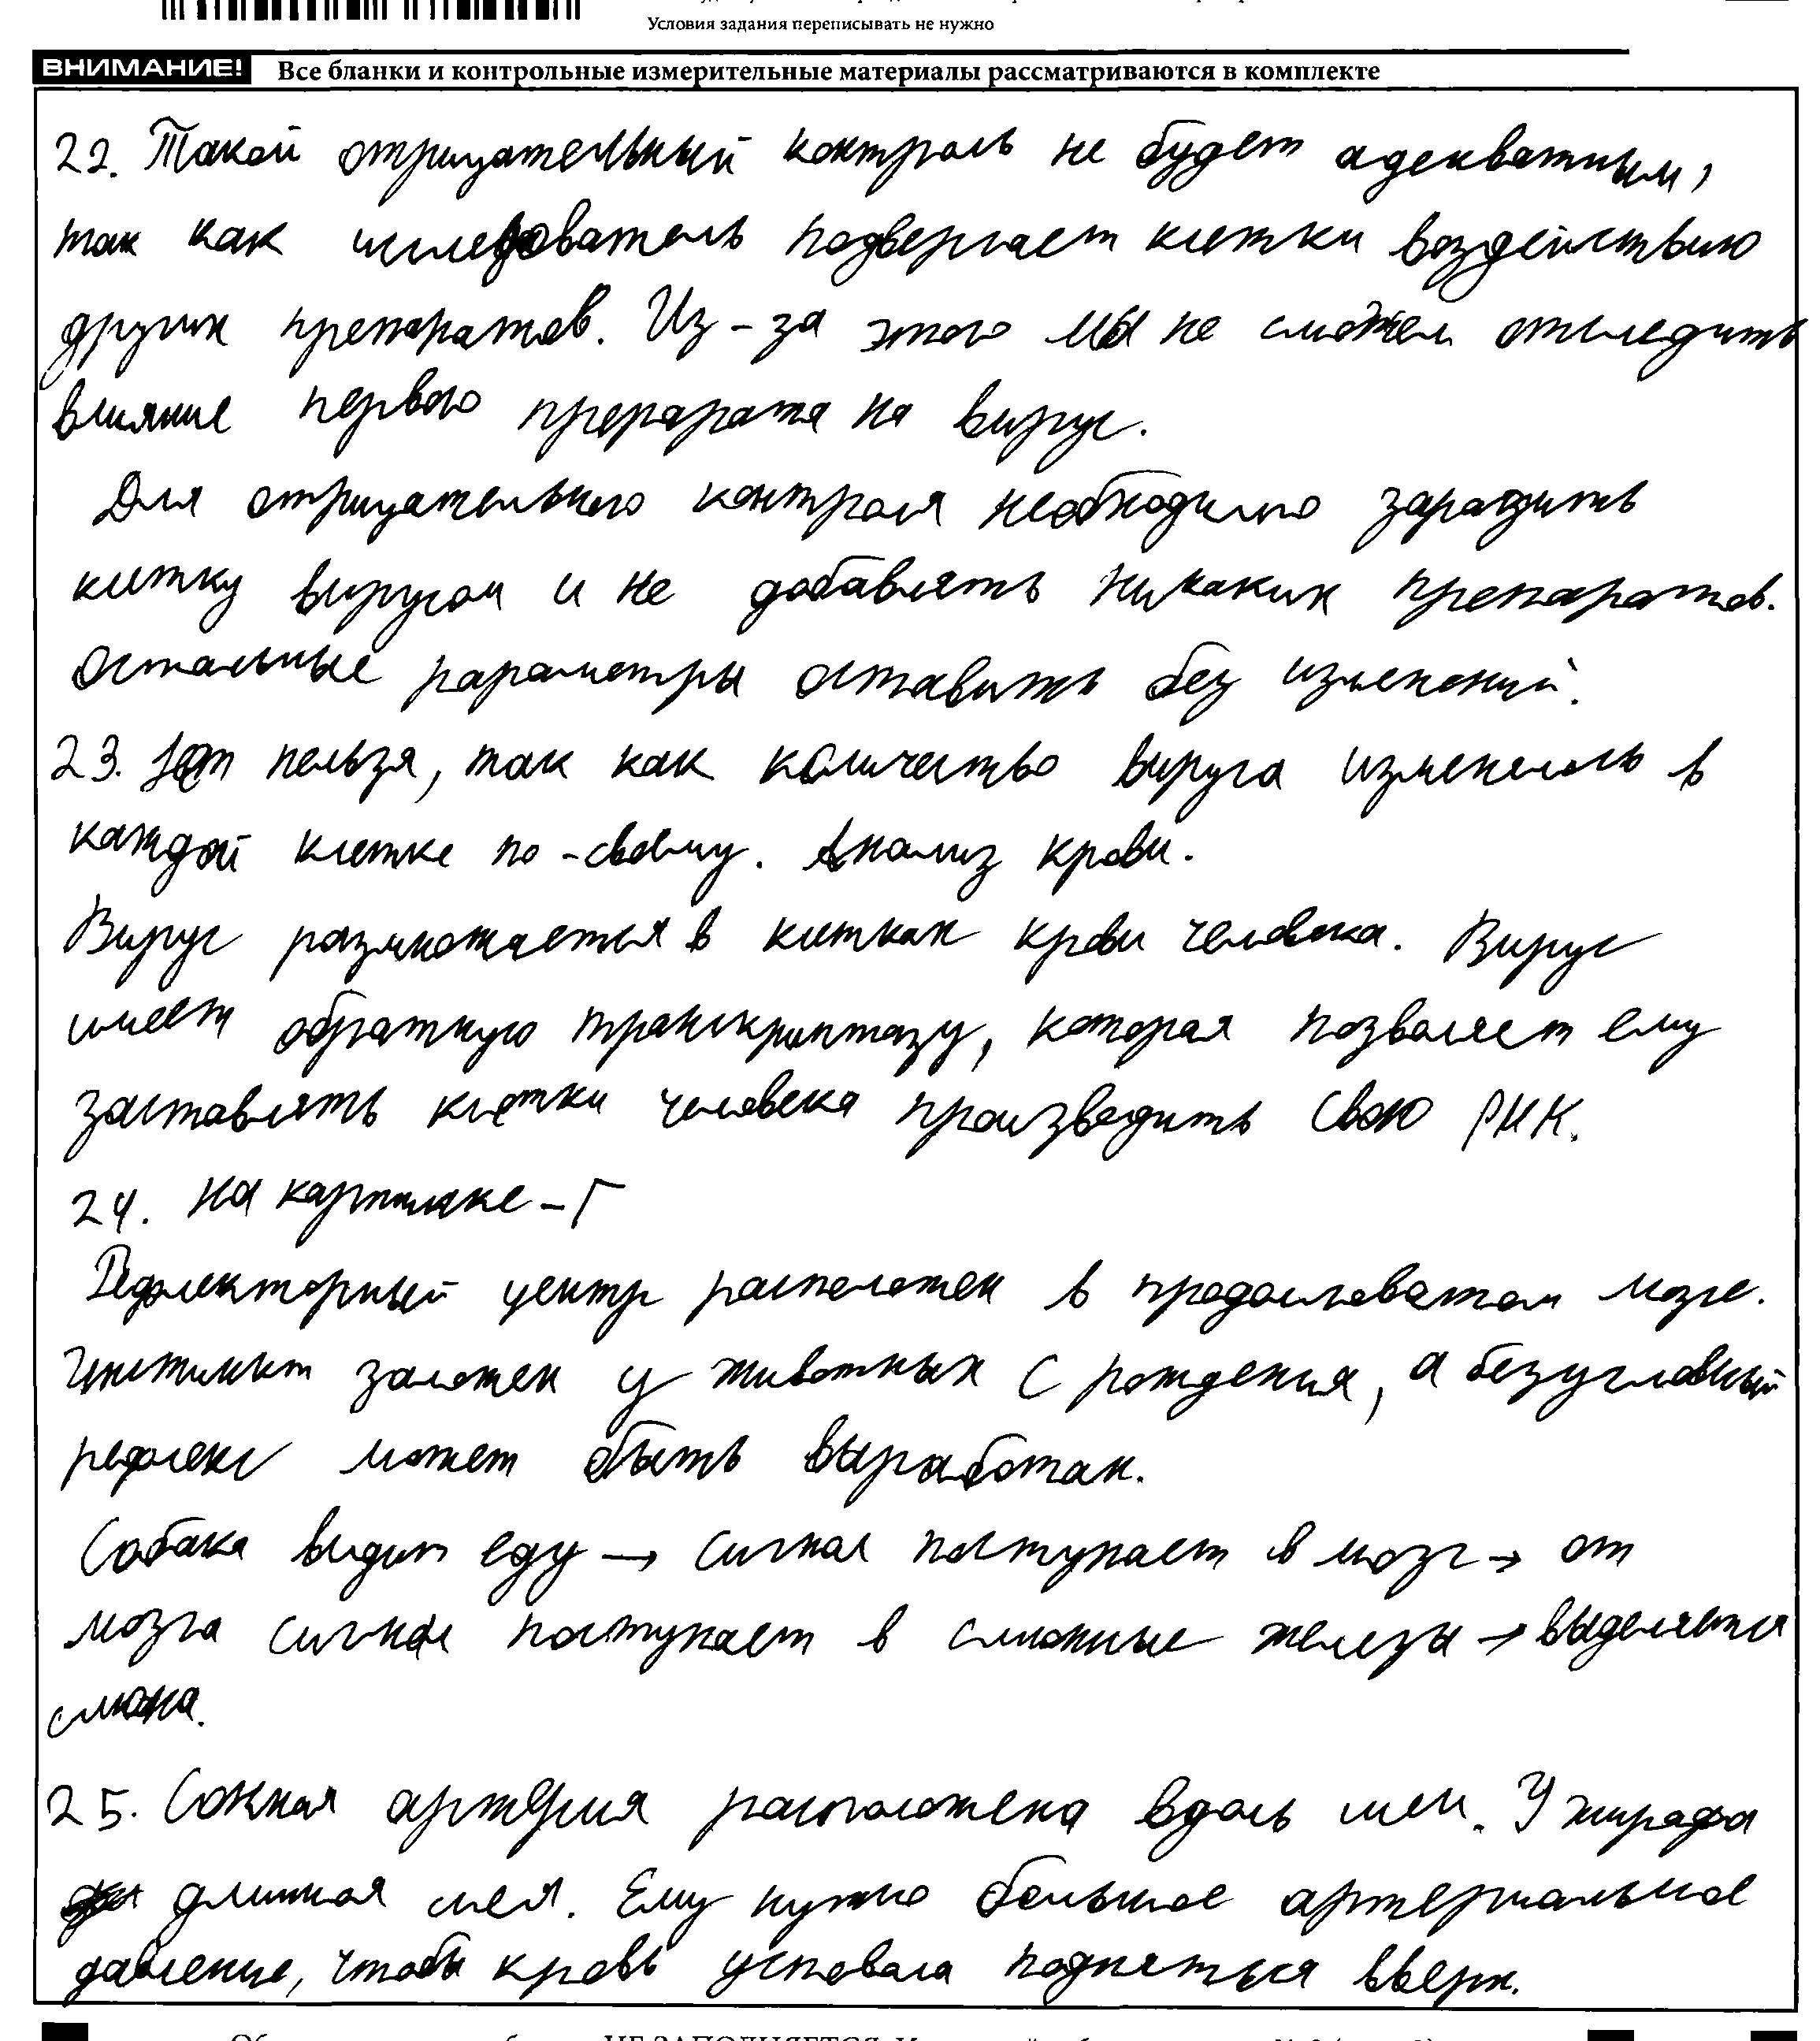 Условия задания переписывать не нужно
ВНИМАНИЕ! Все бланки и контрольные измерительные материалы рассматриваются в комплекте
22. Такой отрицательный контроль не будет адекватным,
так как исследователь подвергает клетки воздействию
других препаратов. Из-за этого мы не сможем отследить
влияние первого препарата на вирус.
Для отрицательного контроля необходимо заразить
клетку вирусом и не добавлять никаких препаратов.
Остальные параметры оставить без изменений.
23. нельзя, так как количество вируса изменялось в
каждой клетке по-своему. Анализ крови.
Вирус размножается в клетках крови человека. Вирус
имеет обратную транскриптазу, которая позволяет ему
заставлять клетки человека производить свою РНК.
24. На картинке - Г
Рефлекторный центр расположен в продолговатом мозге.
Инстинкт заложен у животных с рождения, а безусловный
рефлекс может быть выработан.
Собака видит еду → сигнал поступает в мозг → от
мозга сигнал поступает в слюнные железы → выделяется
слюна.
25. Сонная артерия расположена вдоль шеи. У жирафа
длинная шея. Ему нужно большое артериальное
давление, чтобы кровь успевала подняться вверх.